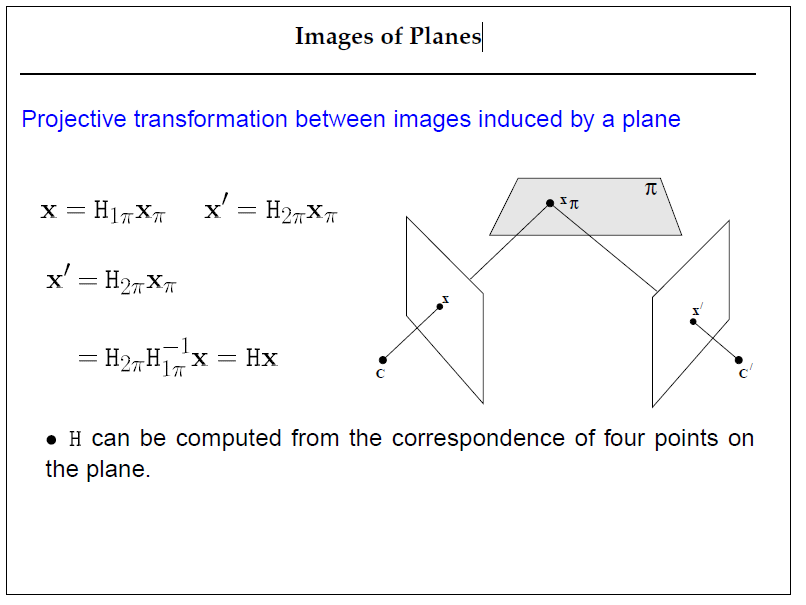 Images of Planes
Projective transformation between images induced by a plane
x = H₁πxπ x′ = H₂πxπ
x′ = H₂πxπ
= H₂πH₁π⁻¹x = Hx
π
xπ
x
x′
C
C′
• H can be computed from the correspondence of four points on
the plane.